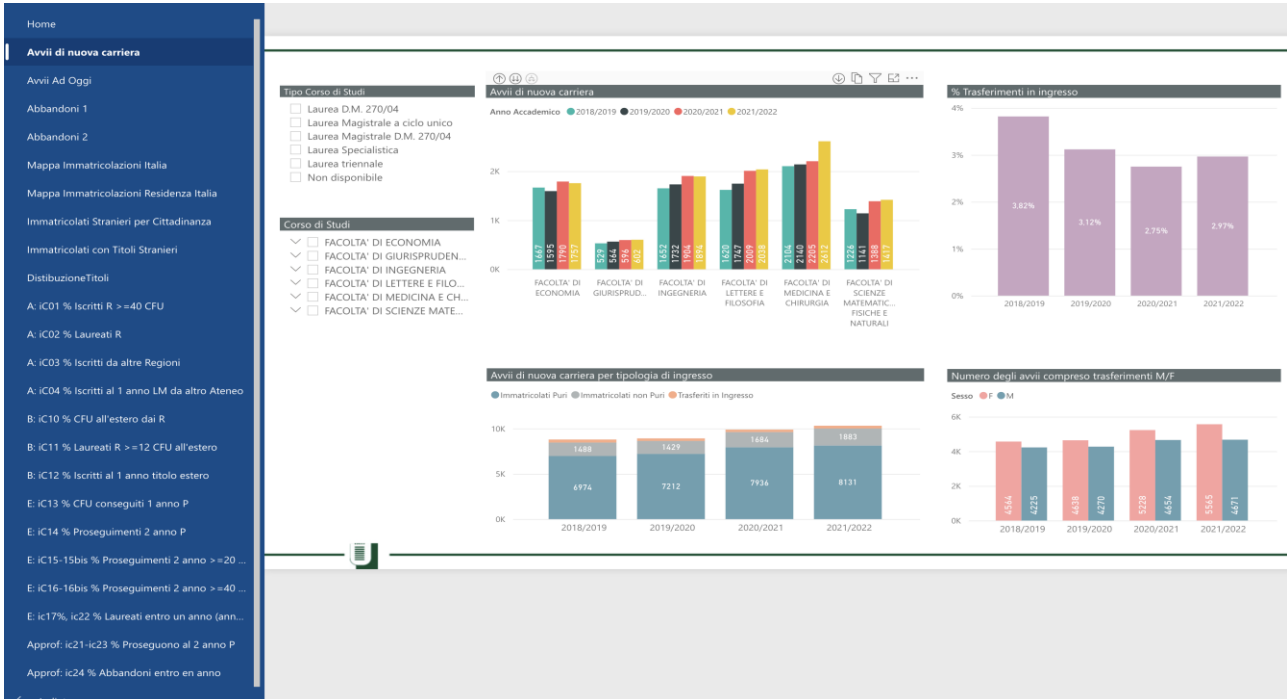 Home
Avvii di nuova carriera
Avvii Ad Oggi
Abbandoni 1
Abbandoni 2
Mappa Immatricolazioni Italia
Mappa Immatricolazioni Residenza Italia
Immatricolati Stranieri per Cittadinanza
Immatricolati con Titoli Stranieri
DistibuzioneTitoli
A: iC01 % Iscritti R >=40 CFU
A: iC02 % Laureati R
A: iC03 % Iscritti da altre Regioni
A: iC04 % Iscritti al 1 anno LM da altro Ateneo
B: iC10 % CFU all'estero dai R
B: iC11 % Laureati R >=12 CFU all'estero
B: iC12 % Iscritti al 1 anno titolo estero
E: iC13 % CFU conseguiti 1 anno P
E: iC14 % Proseguimenti 2 anno P
E: iC15-15bis % Proseguimenti 2 anno >=20 ...
E: iC16-16bis % Proseguimenti 2 anno >=40 ...
E: ic17%, ic22 % Laureati entro un anno (ann...
Approf: ic21-ic23 % Proseguono al 2 anno P
Approf: ic24 % Abbandoni entro en anno
Tipo Corso di Studi
Laurea D.M. 270/04
Laurea Magistrale a ciclo unico
Laurea Magistrale D.M. 270/04
Laurea Specialistica
Laurea triennale
Non disponibile
Corso di Studi
FACOLTA' DI ECONOMIA
FACOLTA' DI GIURISPRUDEN...
FACOLTA' DI INGEGNERIA
FACOLTA' DI LETTERE E FILO...
FACOLTA' DI MEDICINA E CH...
FACOLTA' DI SCIENZE MATE...
Avvii di nuova carriera
Anno Accademico 2018/2019 2019/2020 2020/2021 2021/2022
2K
1K
0K
1667 1595 1790 1757
529 564 596 602
1652 1732 1904 1894
1620 1747 2009 2038
2104 2140 2205 2612
1226 1141 1388 1417
FACOLTA' DI
ECONOMIA
FACOLTA' DI
GIURISPRUD...
FACOLTA' DI
INGEGNERIA
FACOLTA' DI
LETTERE E
FILOSOFIA
FACOLTA' DI
MEDICINA E
CHIRURGIA
FACOLTA' DI
SCIENZE
MATEMATIC...
FISICHE E
NATURALI
% Trasferimenti in ingresso
4%
3%
2%
1%
0%
3,82%
3,12%
2,75%
2,97%
2018/2019 2019/2020 2020/2021 2021/2022
Avvii di nuova carriera per tipologia di ingresso
Immatricolati Puri Immatricolati non Puri Trasferiti in Ingresso
10K
5K
0K
1488 1429 1684 1883
6974 7212 7936 8131
2018/2019 2019/2020 2020/2021 2021/2022
Numero degli avvii compreso trasferimenti M/F
Sesso F M
6K
4K
2K
0K
4564 4225 4638 4270 5228 4654 5565 4671
2018/2019 2019/2020 2020/2021 2021/2022